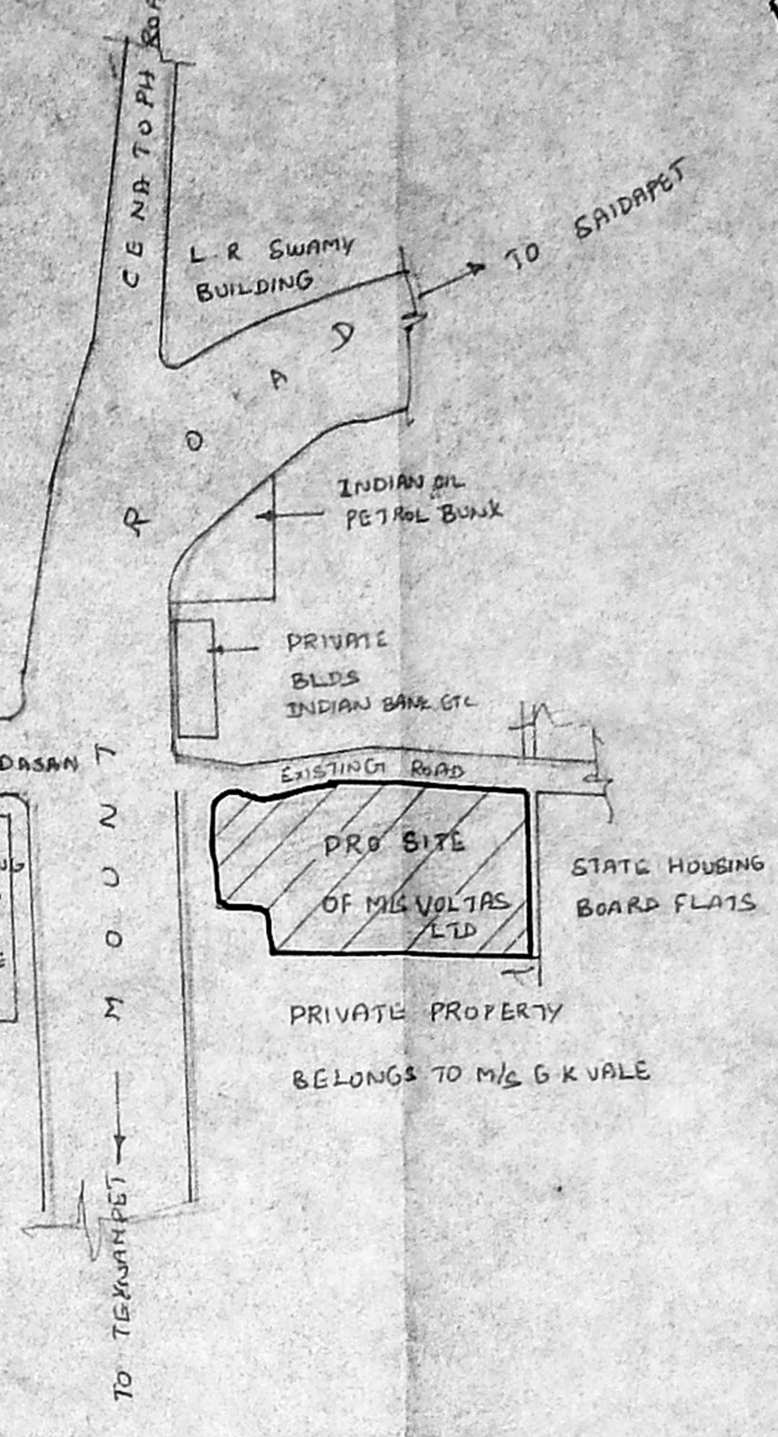 CENATOPH ROA
L.R SWAMY
BUILDING
TO SAIDAPET
INDIAN OIL
PETROL BUNK
PRIVATE
BLDS
INDIAN BANK ETC
DASAN
EXISTING ROAD
MOUNT ROAD
PRO SITE
OF M/S VOLTAS
LTD
STATE HOUSING
BOARD FLATS
PRIVATE PROPERTY
BELONGS TO M/S G K VALE
TO TEYNAMPET